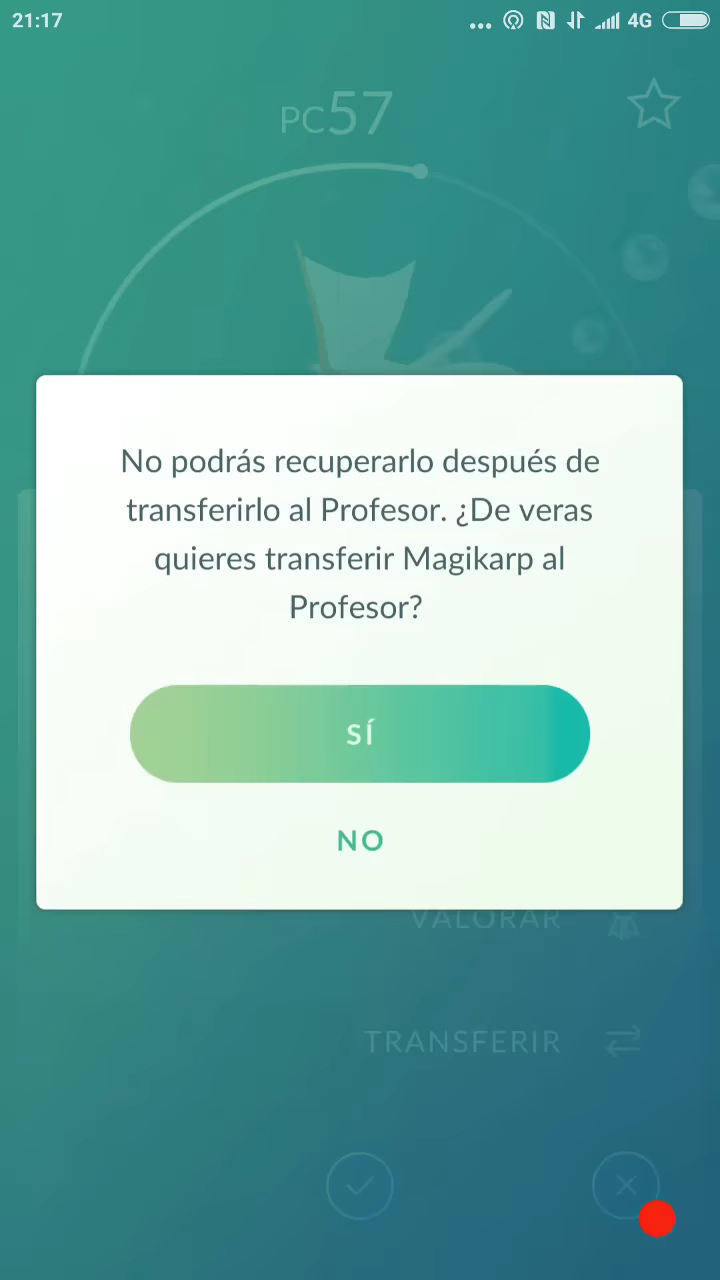 21:17
4G
PC57
No podrás recuperarlo después de
transferirlo al Profesor. ¿De veras
quieres transferir Magikarp al
Profesor?
SÍ
NO
VALORAR
TRANSFERIR